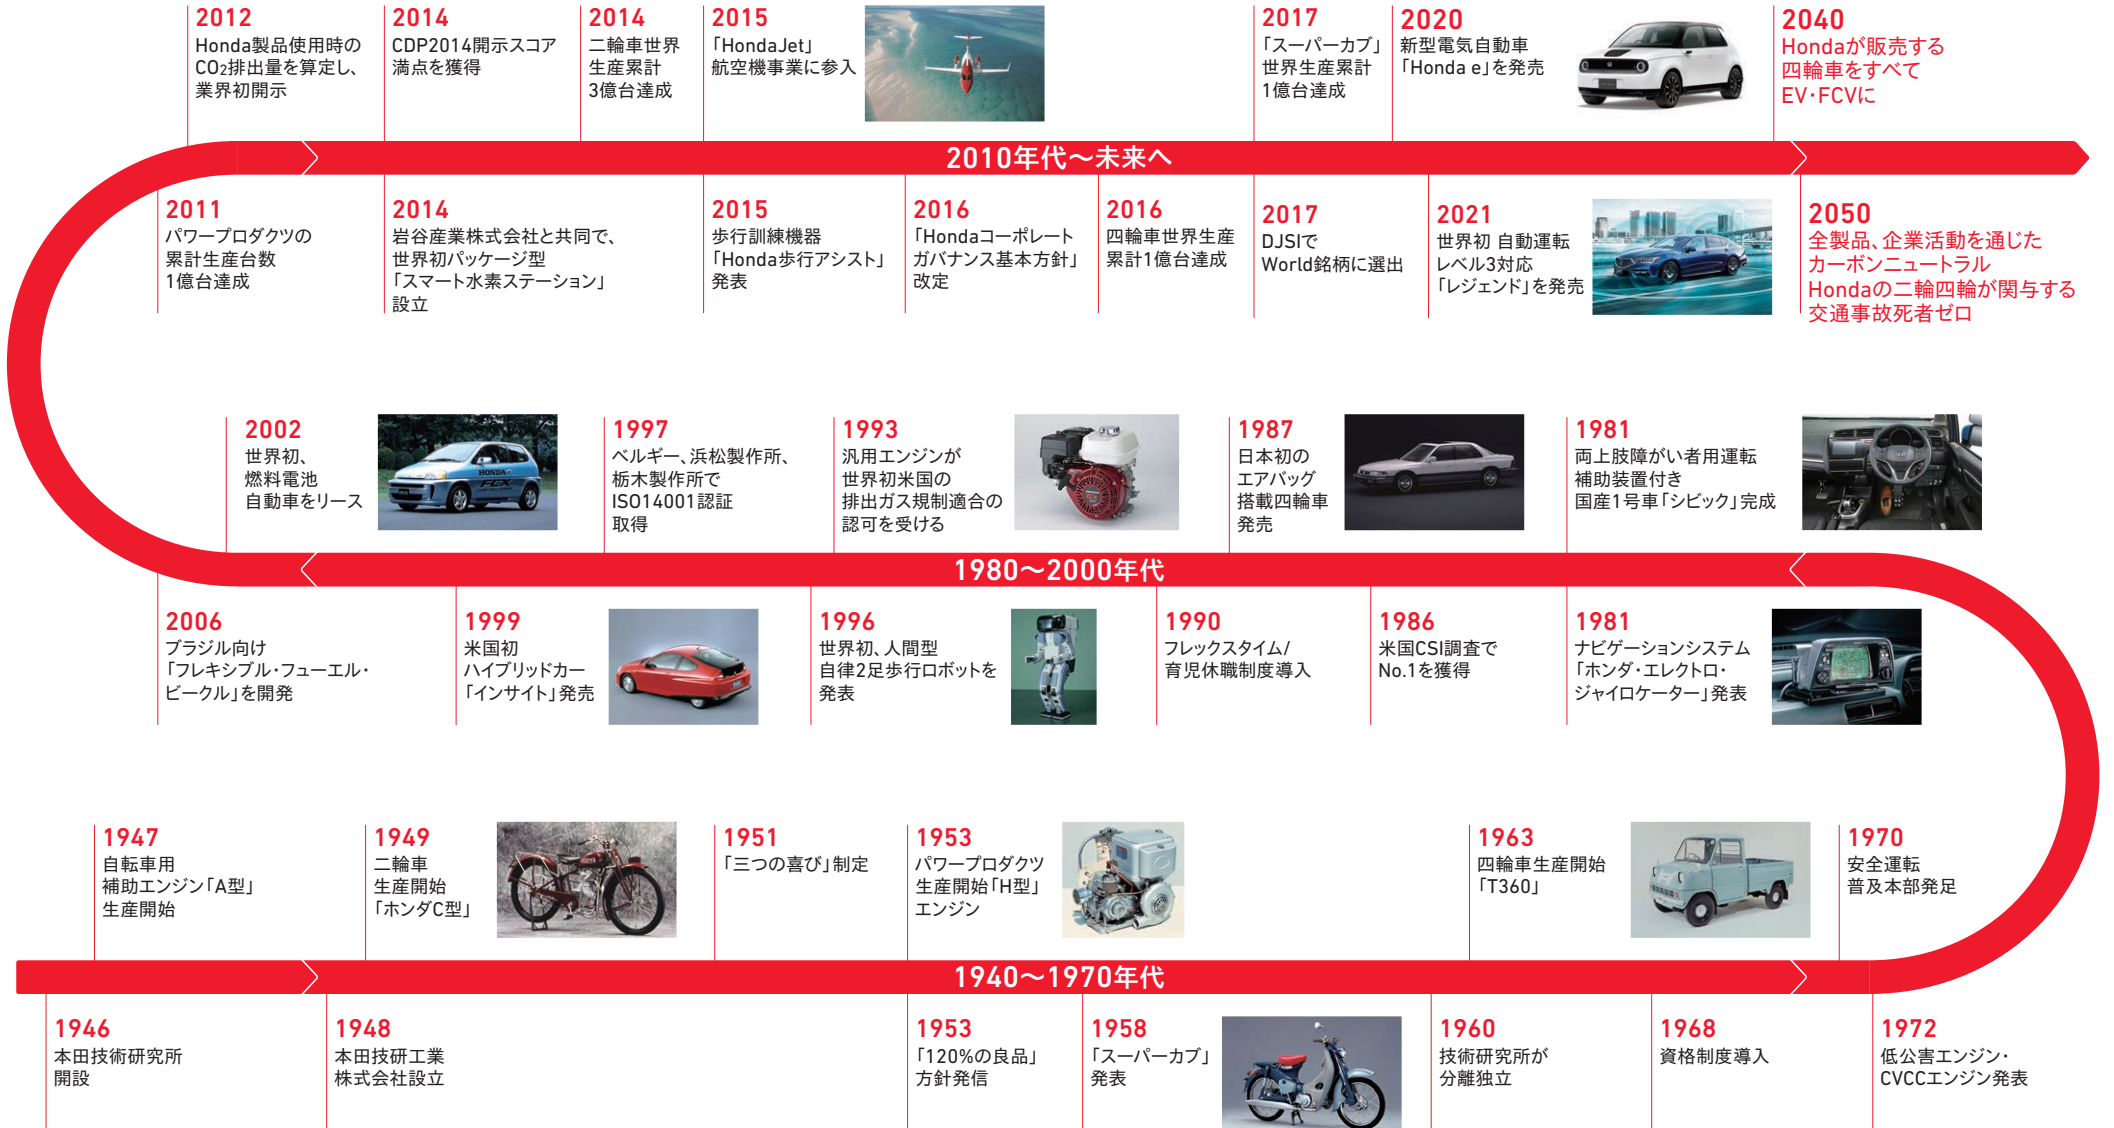 2012
Honda製品使用時の
CO2排出量を算定し、
業界初開示
2014
CDP2014開示スコア
満点を獲得
2014
二輪車世界
生産累計
3億台達成
2015
「HondaJet」
航空機事業に参入
2017
「スーパーカブ」
世界生産累計
1億台達成
2020
新型電気自動車
「Honda e」を発売
2040
Hondaが販売する
四輪車をすべて
EV・FCVに
2010年代〜未来へ
2011
パワープロダクツの
累計生産台数
1億台達成
2014
岩谷産業株式会社と共同で、
世界初パッケージ型
「スマート水素ステーション」
設立
2015
歩行訓練機器
「Honda歩行アシスト」
発表
2016
「Hondaコーポレート
ガバナンス基本方針」
改定
2016
四輪車世界生産
累計1億台達成
2017
DJSIで
World銘柄に選出
2021
世界初 自動運転
レベル3対応
「レジェンド」を発売
2050
全製品、企業活動を通じた
カーボンニュートラル
Hondaの二輪四輪が関与する
交通事故死者ゼロ
2002
世界初、
燃料電池
自動車をリース
HONDA
FCX
1997
ベルギー、浜松製作所、
栃木製作所で
ISO14001認証
取得
1993
汎用エンジンが
世界初米国の
排出ガス規制適合の
認可を受ける
1987
日本初の
エアバッグ
搭載四輪車
発売
1981
両上肢障がい者用運転
補助装置付き
国産1号車「シビック」完成
1980〜2000年代
2006
ブラジル向け
「フレキシブル・フューエル・
ビークル」を開発
1999
米国初
ハイブリッドカー
「インサイト」発売
1996
世界初、人間型
自律2足歩行ロボットを
発表
1990
フレックスタイム/
育児休職制度導入
1986
米国CSI調査で
No.1を獲得
1981
ナビゲーションシステム
「ホンダ・エレクトロ・
ジャイロケーター」発表
1947
自転車用
補助エンジン「A型」
生産開始
1949
二輪車
生産開始
「ホンダC型」
1951
「三つの喜び」制定
1953
パワープロダクツ
生産開始「H型」
エンジン
1963
四輪車生産開始
「T360」
1970
安全運転
普及本部発足
1940〜1970年代
1946
本田技術研究所
開設
1948
本田技研工業
株式会社設立
1953
「120%の良品」
方針発信
1958
「スーパーカブ」
発表
1960
技術研究所が
分離独立
1968
資格制度導入
1972
低公害エンジン・
CVCCエンジン発表